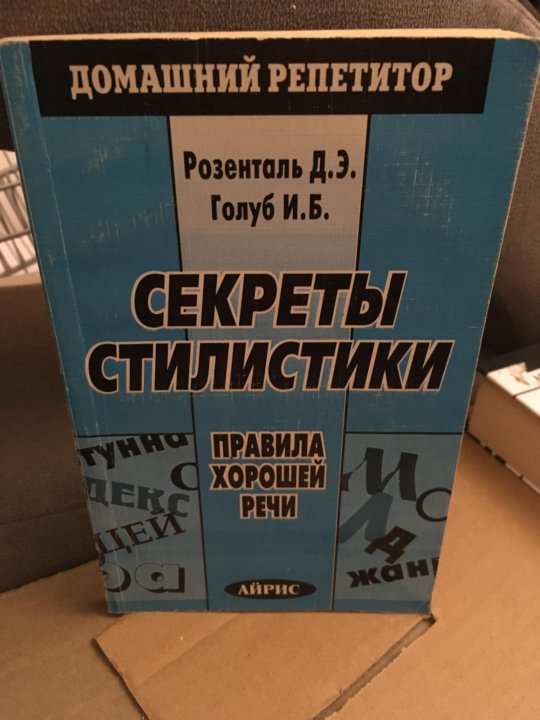 ДОМАШНИЙ РЕПЕТИТОР
Розенталь Д.Э.
Голуб И.Б.
СЕКРЕТЫ
СТИЛИСТИКИ
ПРАВИЛА
ХОРОШЕЙ
РЕЧИ
АЙРИС